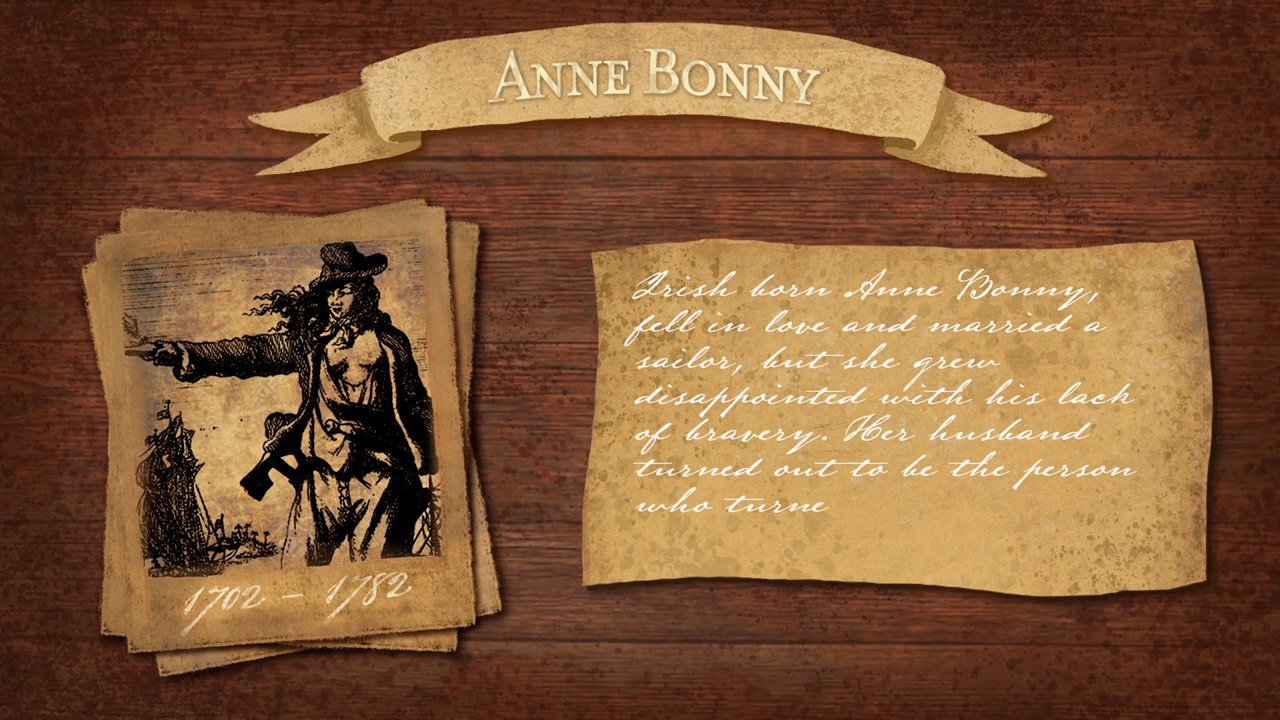 ANNE BONNY
Irish born Anne Bonny,
fell in love and married a
sailor, but she grew
disappointed with his lack
of bravery. Her husband
turned out to be the person
who turne
1702 – 1782